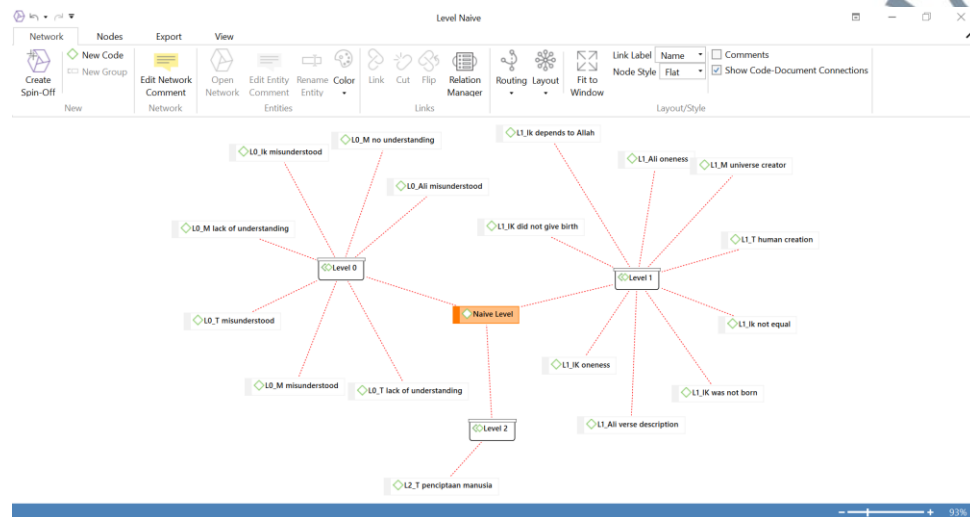 Level Naive
Network Nodes Export View
Create Spin-Off
New Code
New Group
New
Edit Network Comment
Network
Open Network
Edit Entity Comment
Rename Entity
Color
Entities
Link
Cut
Flip
Relation Manager
Links
Routing
Layout
Fit to Window
Link Label Name
Node Style Flat
Comments
Show Code-Document Connections
Layout/Style
L0_M no understanding
L0_Ik misunderstood
L0_Ali misunderstood
L0_M lack of understanding
Level 0
L0_T misunderstood
L0_M misunderstood
L0_T lack of understanding
L1_Ik depends to Allah
L1_Ali oneness
L1_M universe creator
L1_IK did not give birth
L1_T human creation
Level 1
Naïve Level
L1_Ik not equal
L1_IK oneness
L1_IK was not born
L1_Ali verse description
Level 2
L2_T penciptaan manusia
93%